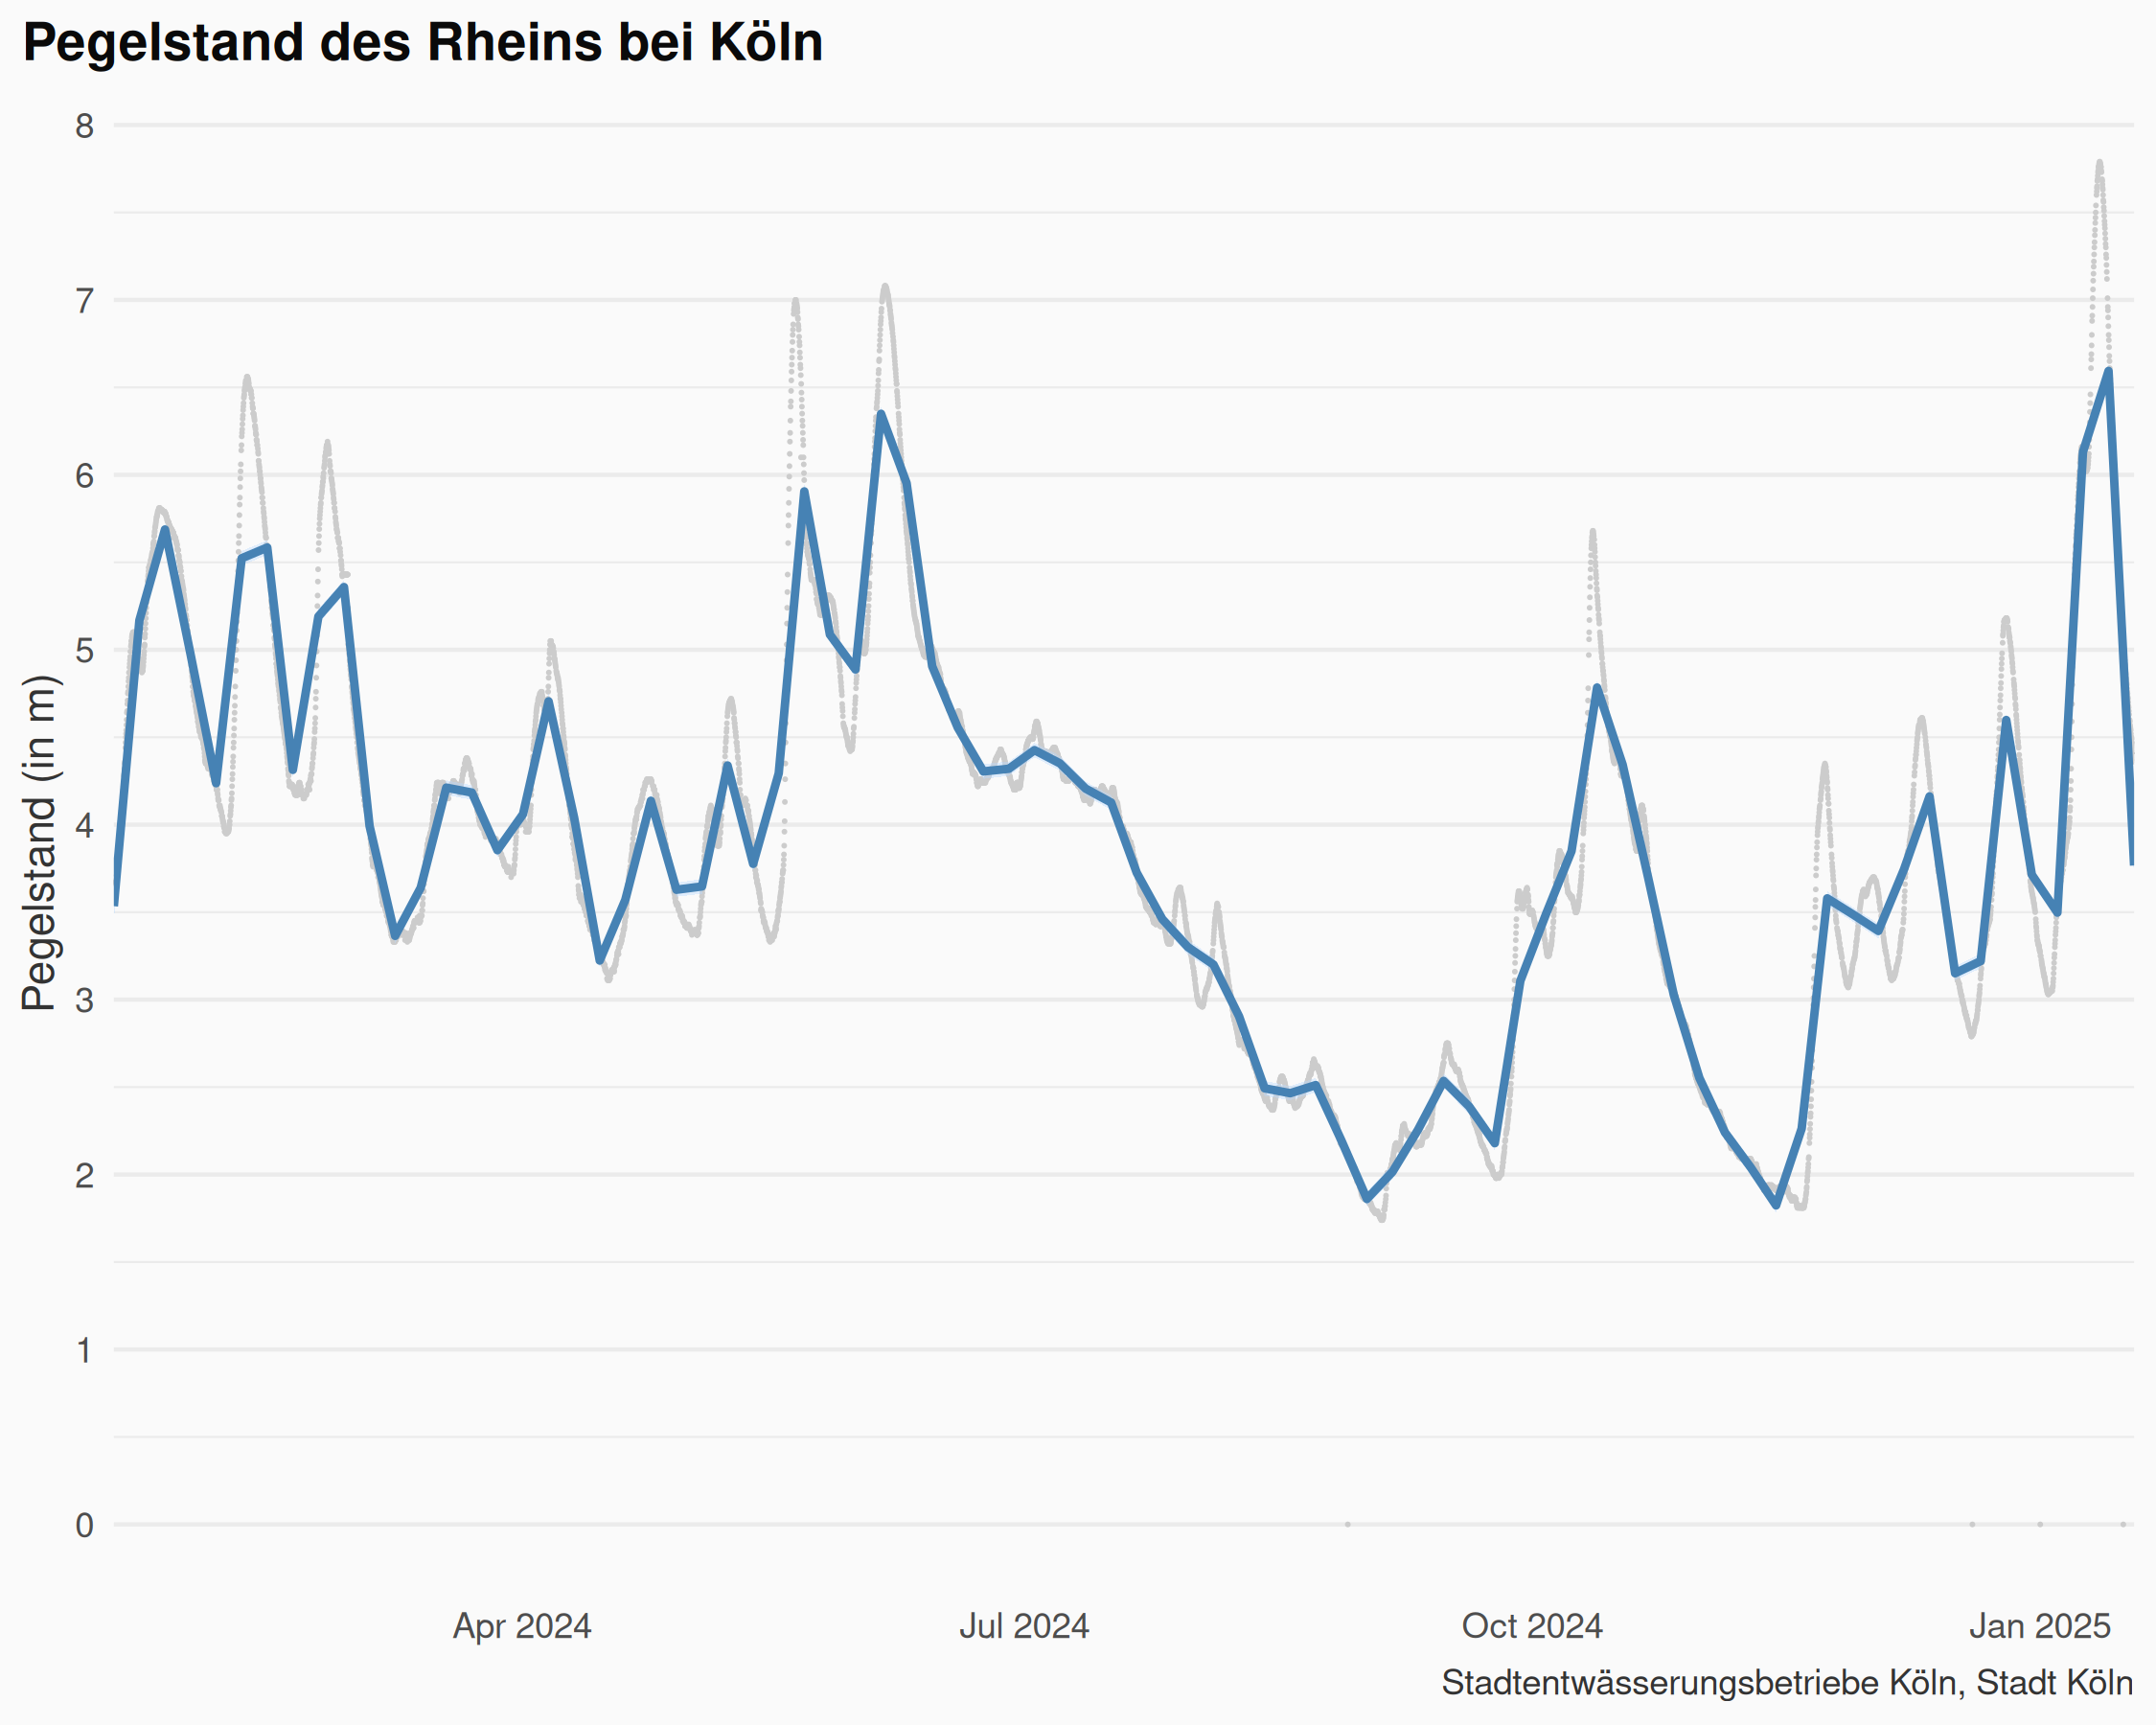 Pegelstand des Rheins bei Köln
Pegelstand (in m)
8
7
6
5
4
3
2
1
0
Apr 2024 Jul 2024 Oct 2024 Jan 2025
Stadtentwässerungsbetriebe Köln, Stadt Köln